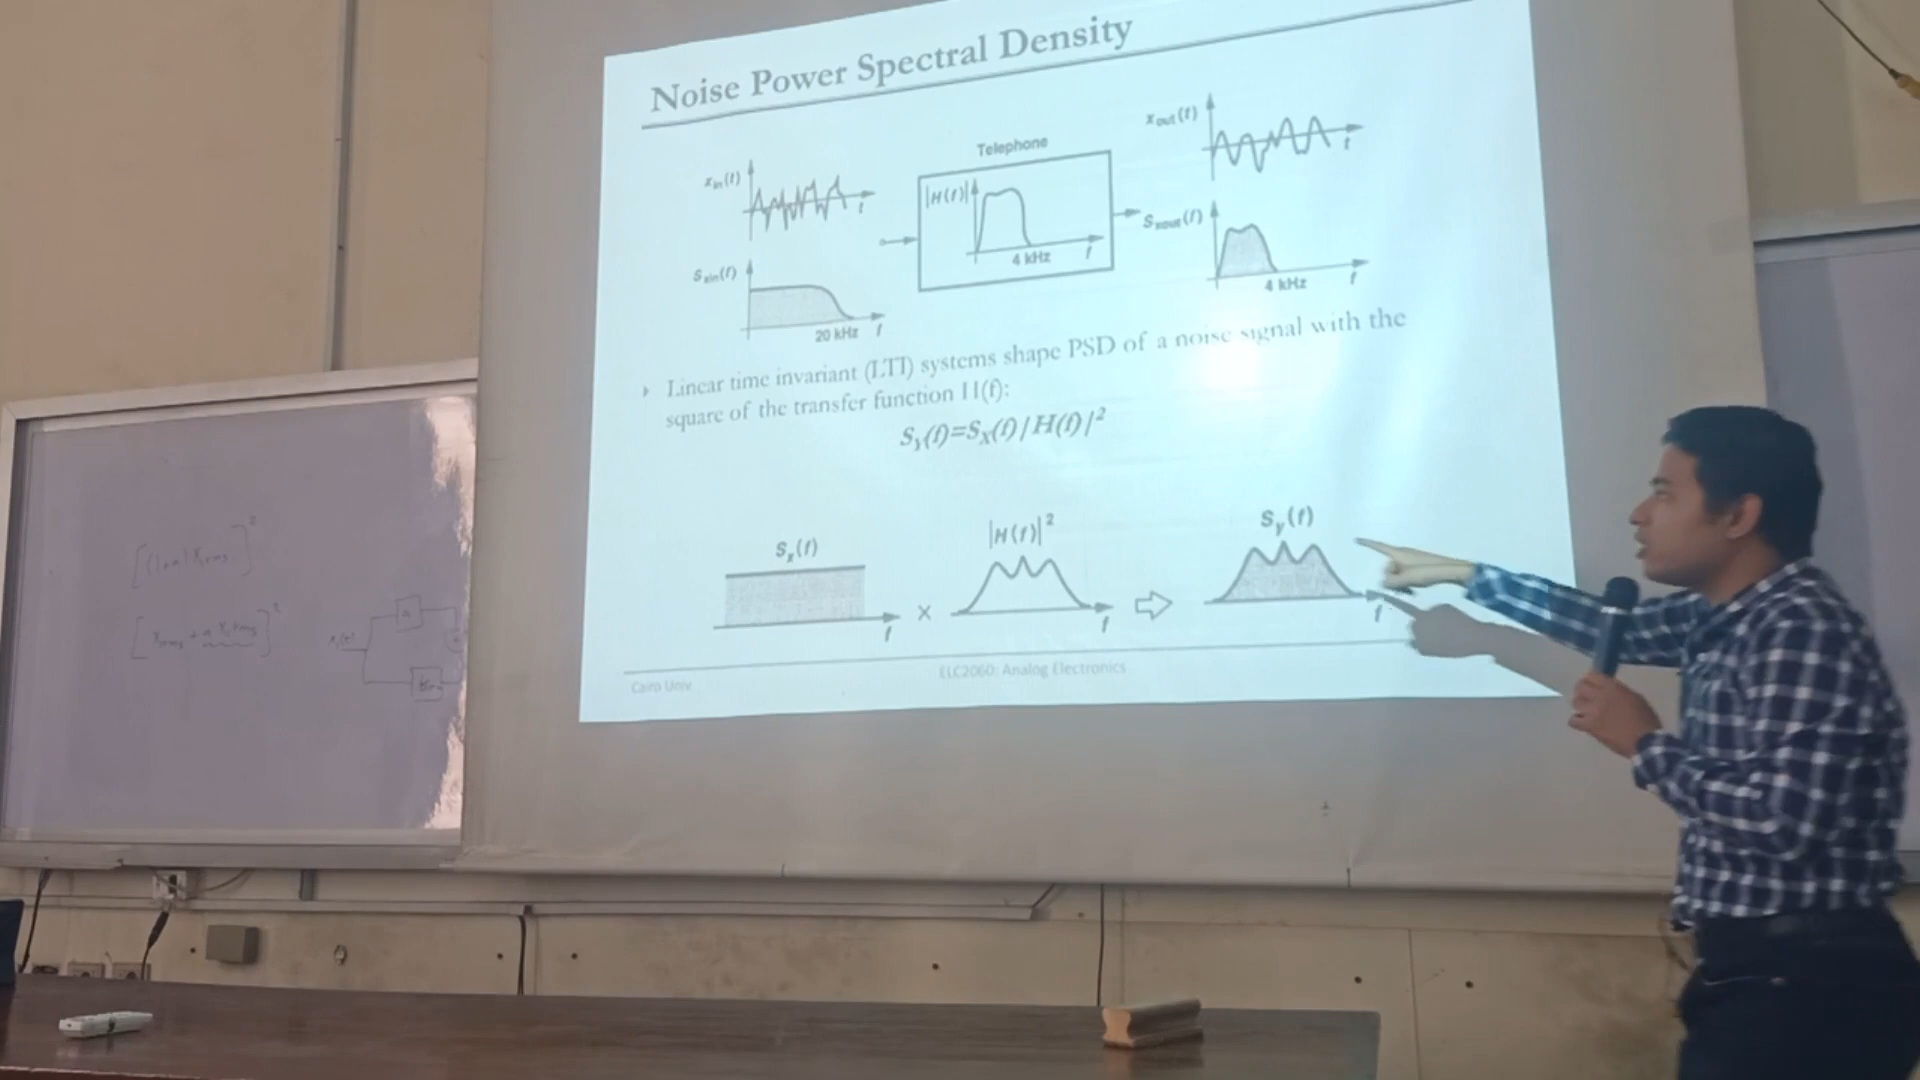 Noise Power Spectral Density
Telephone
x_in(t)
t
|H(f)|
4 kHz
f
x_out(t)
t
S_xin(f)
20 kHz
f
S_xout(f)
4 kHz
f
Linear time invariant (LTI) systems shape PSD of a noise signal with the
square of the transfer function H(f):
S_Y(f)=S_X(f)|H(f)|²
S_x(f)
f
×
|H(f)|²
f
S_y(f)
f
Cairo Univ
ELC2060: Analog Electronics